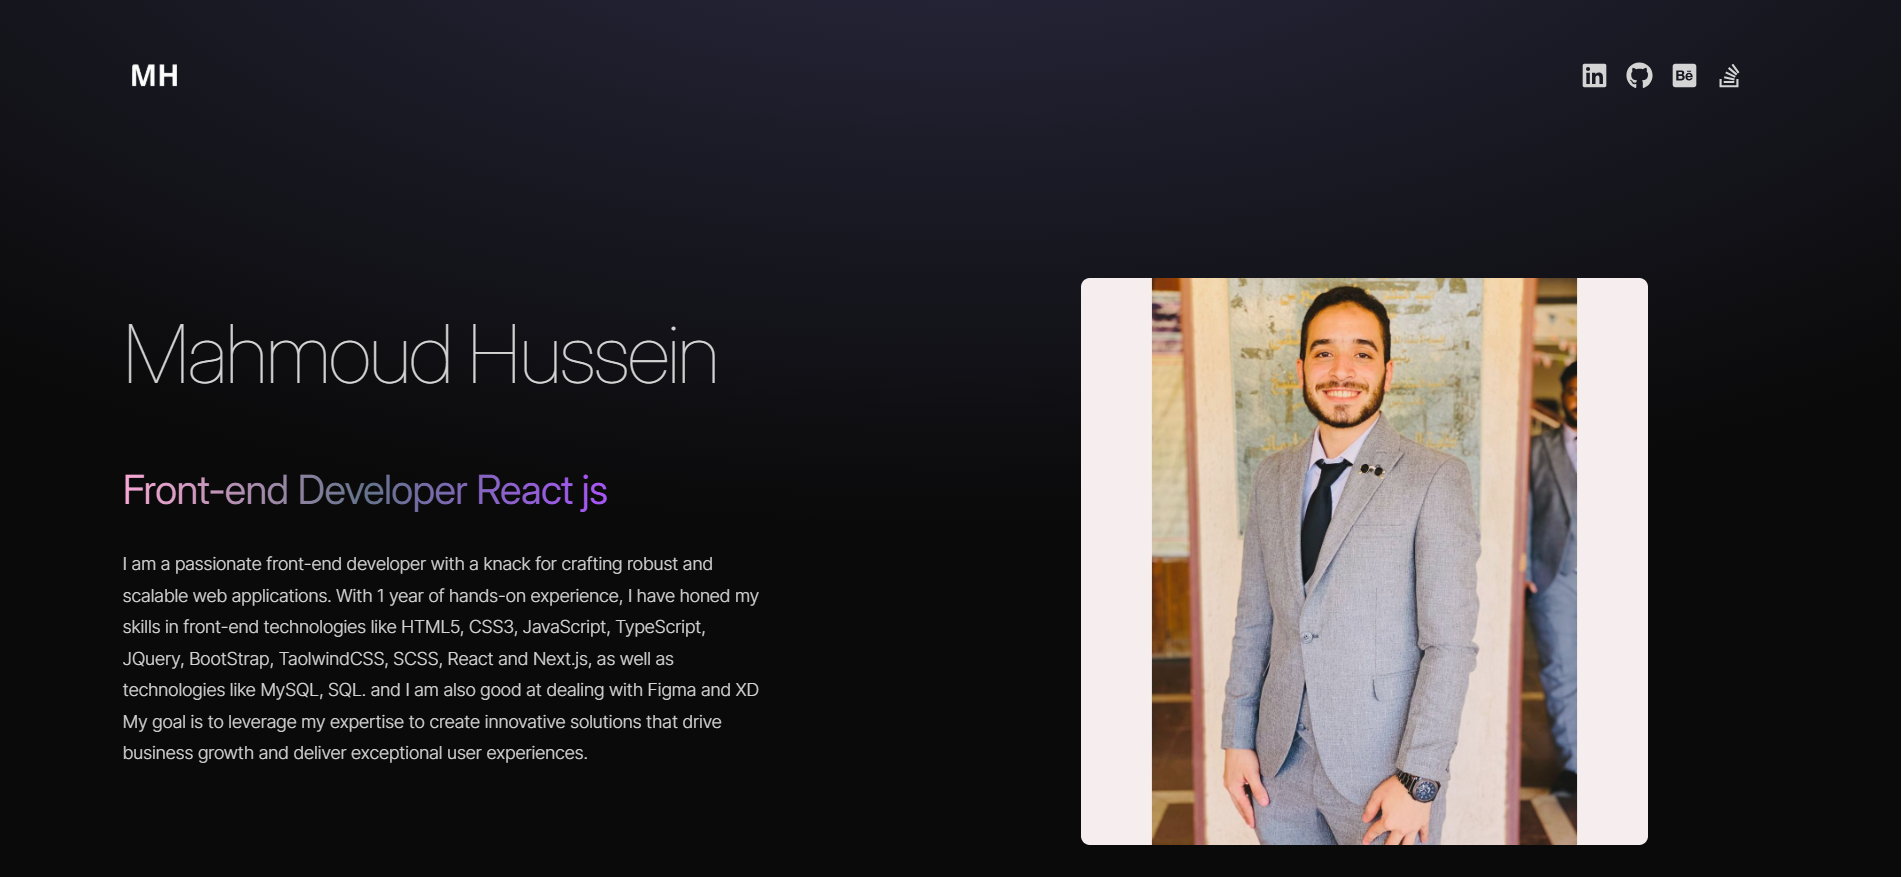 MH
in
Bē
Mahmoud Hussein
Front-end Developer React js
I am a passionate front-end developer with a knack for crafting robust and
scalable web applications. With 1 year of hands-on experience, I have honed my
skills in front-end technologies like HTML5, CSS3, JavaScript, TypeScript,
JQuery, BootStrap, TaolwindCSS, SCSS, React and Next.js, as well as
technologies like MySQL, SQL. and I am also good at dealing with Figma and XD
My goal is to leverage my expertise to create innovative solutions that drive
business growth and deliver exceptional user experiences.